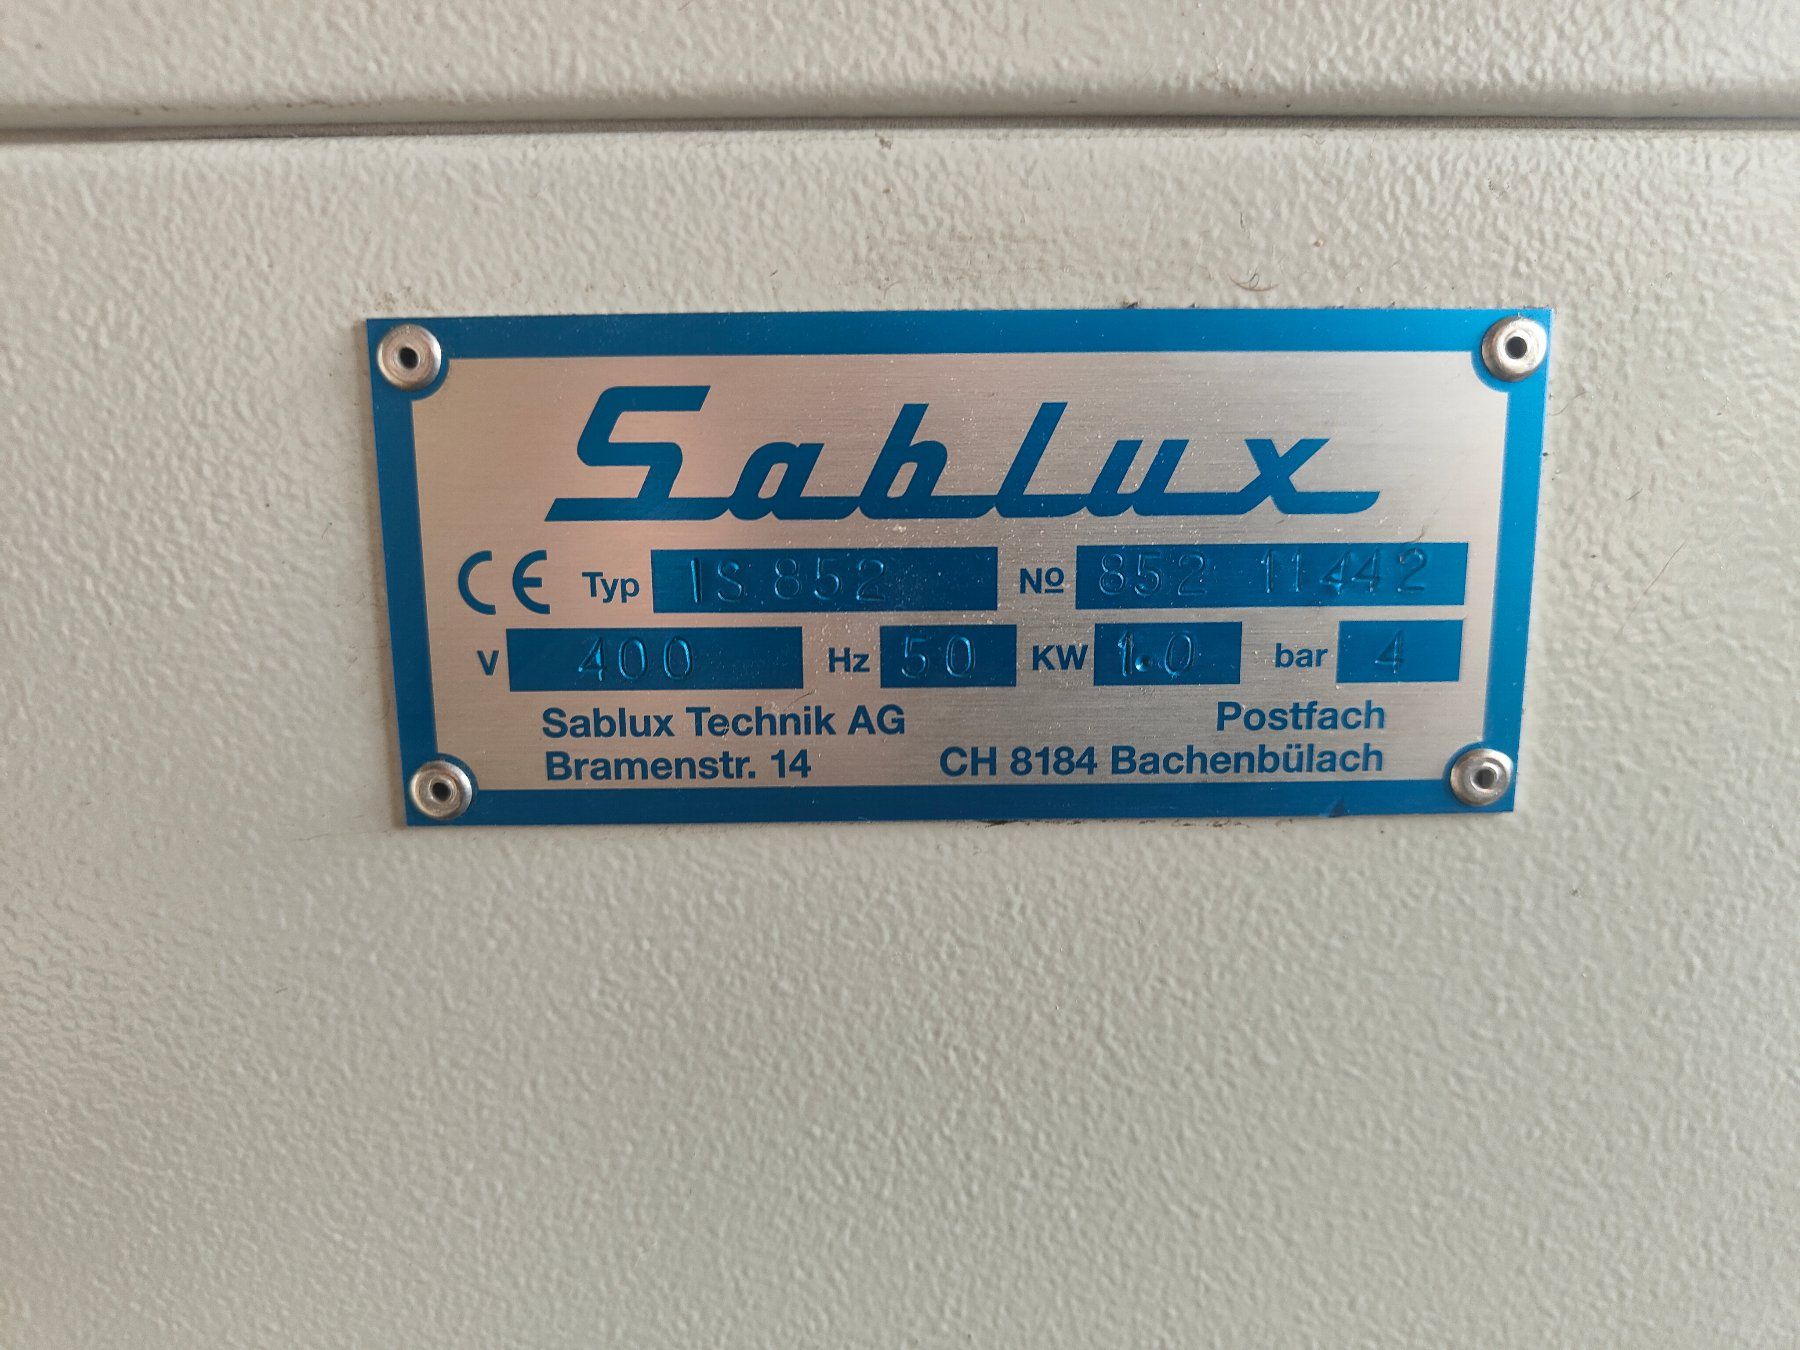 Sablux
CE Typ IS 852 Nº 852 11442
V 400 Hz 50 KW 1.0 bar 4
Sablux Technik AG Postfach
Bramenstr. 14 CH 8184 Bachenbülach